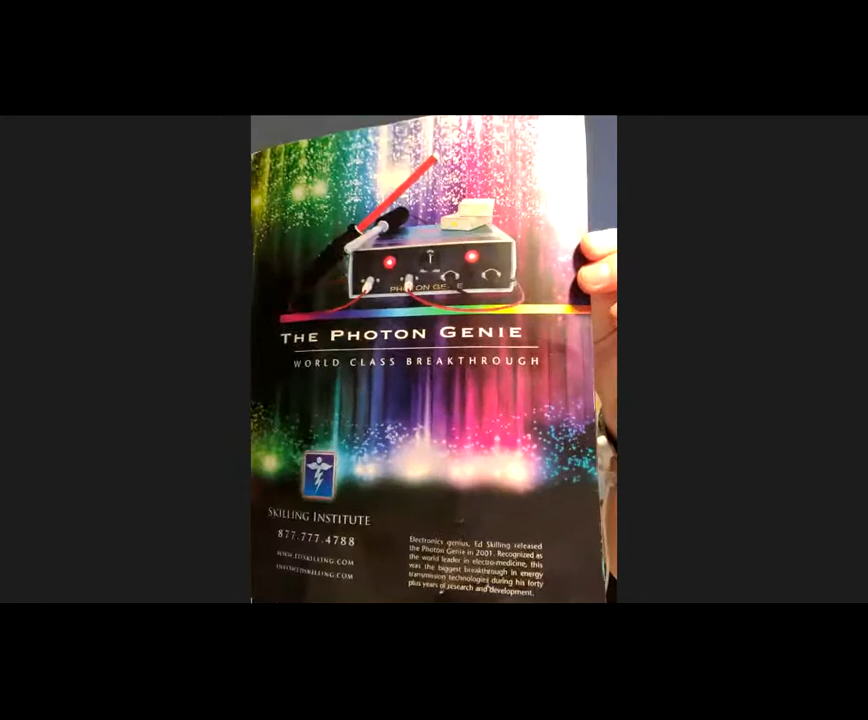 PHOTON GENIE
THE PHOTON GENIE
WORLD CLASS BREAKTHROUGH
SKILLING INSTITUTE
877.777.4788
WWW.EDSKILLING.COM
INFO@EDSKILLING.COM
Electronics genius, Ed Skilling released
the Photon Genie in 2001. Recognized as
the world leader in electro-medicine, this
was the biggest breakthrough in energy
transmission technologies during his forty
plus years of research and development.